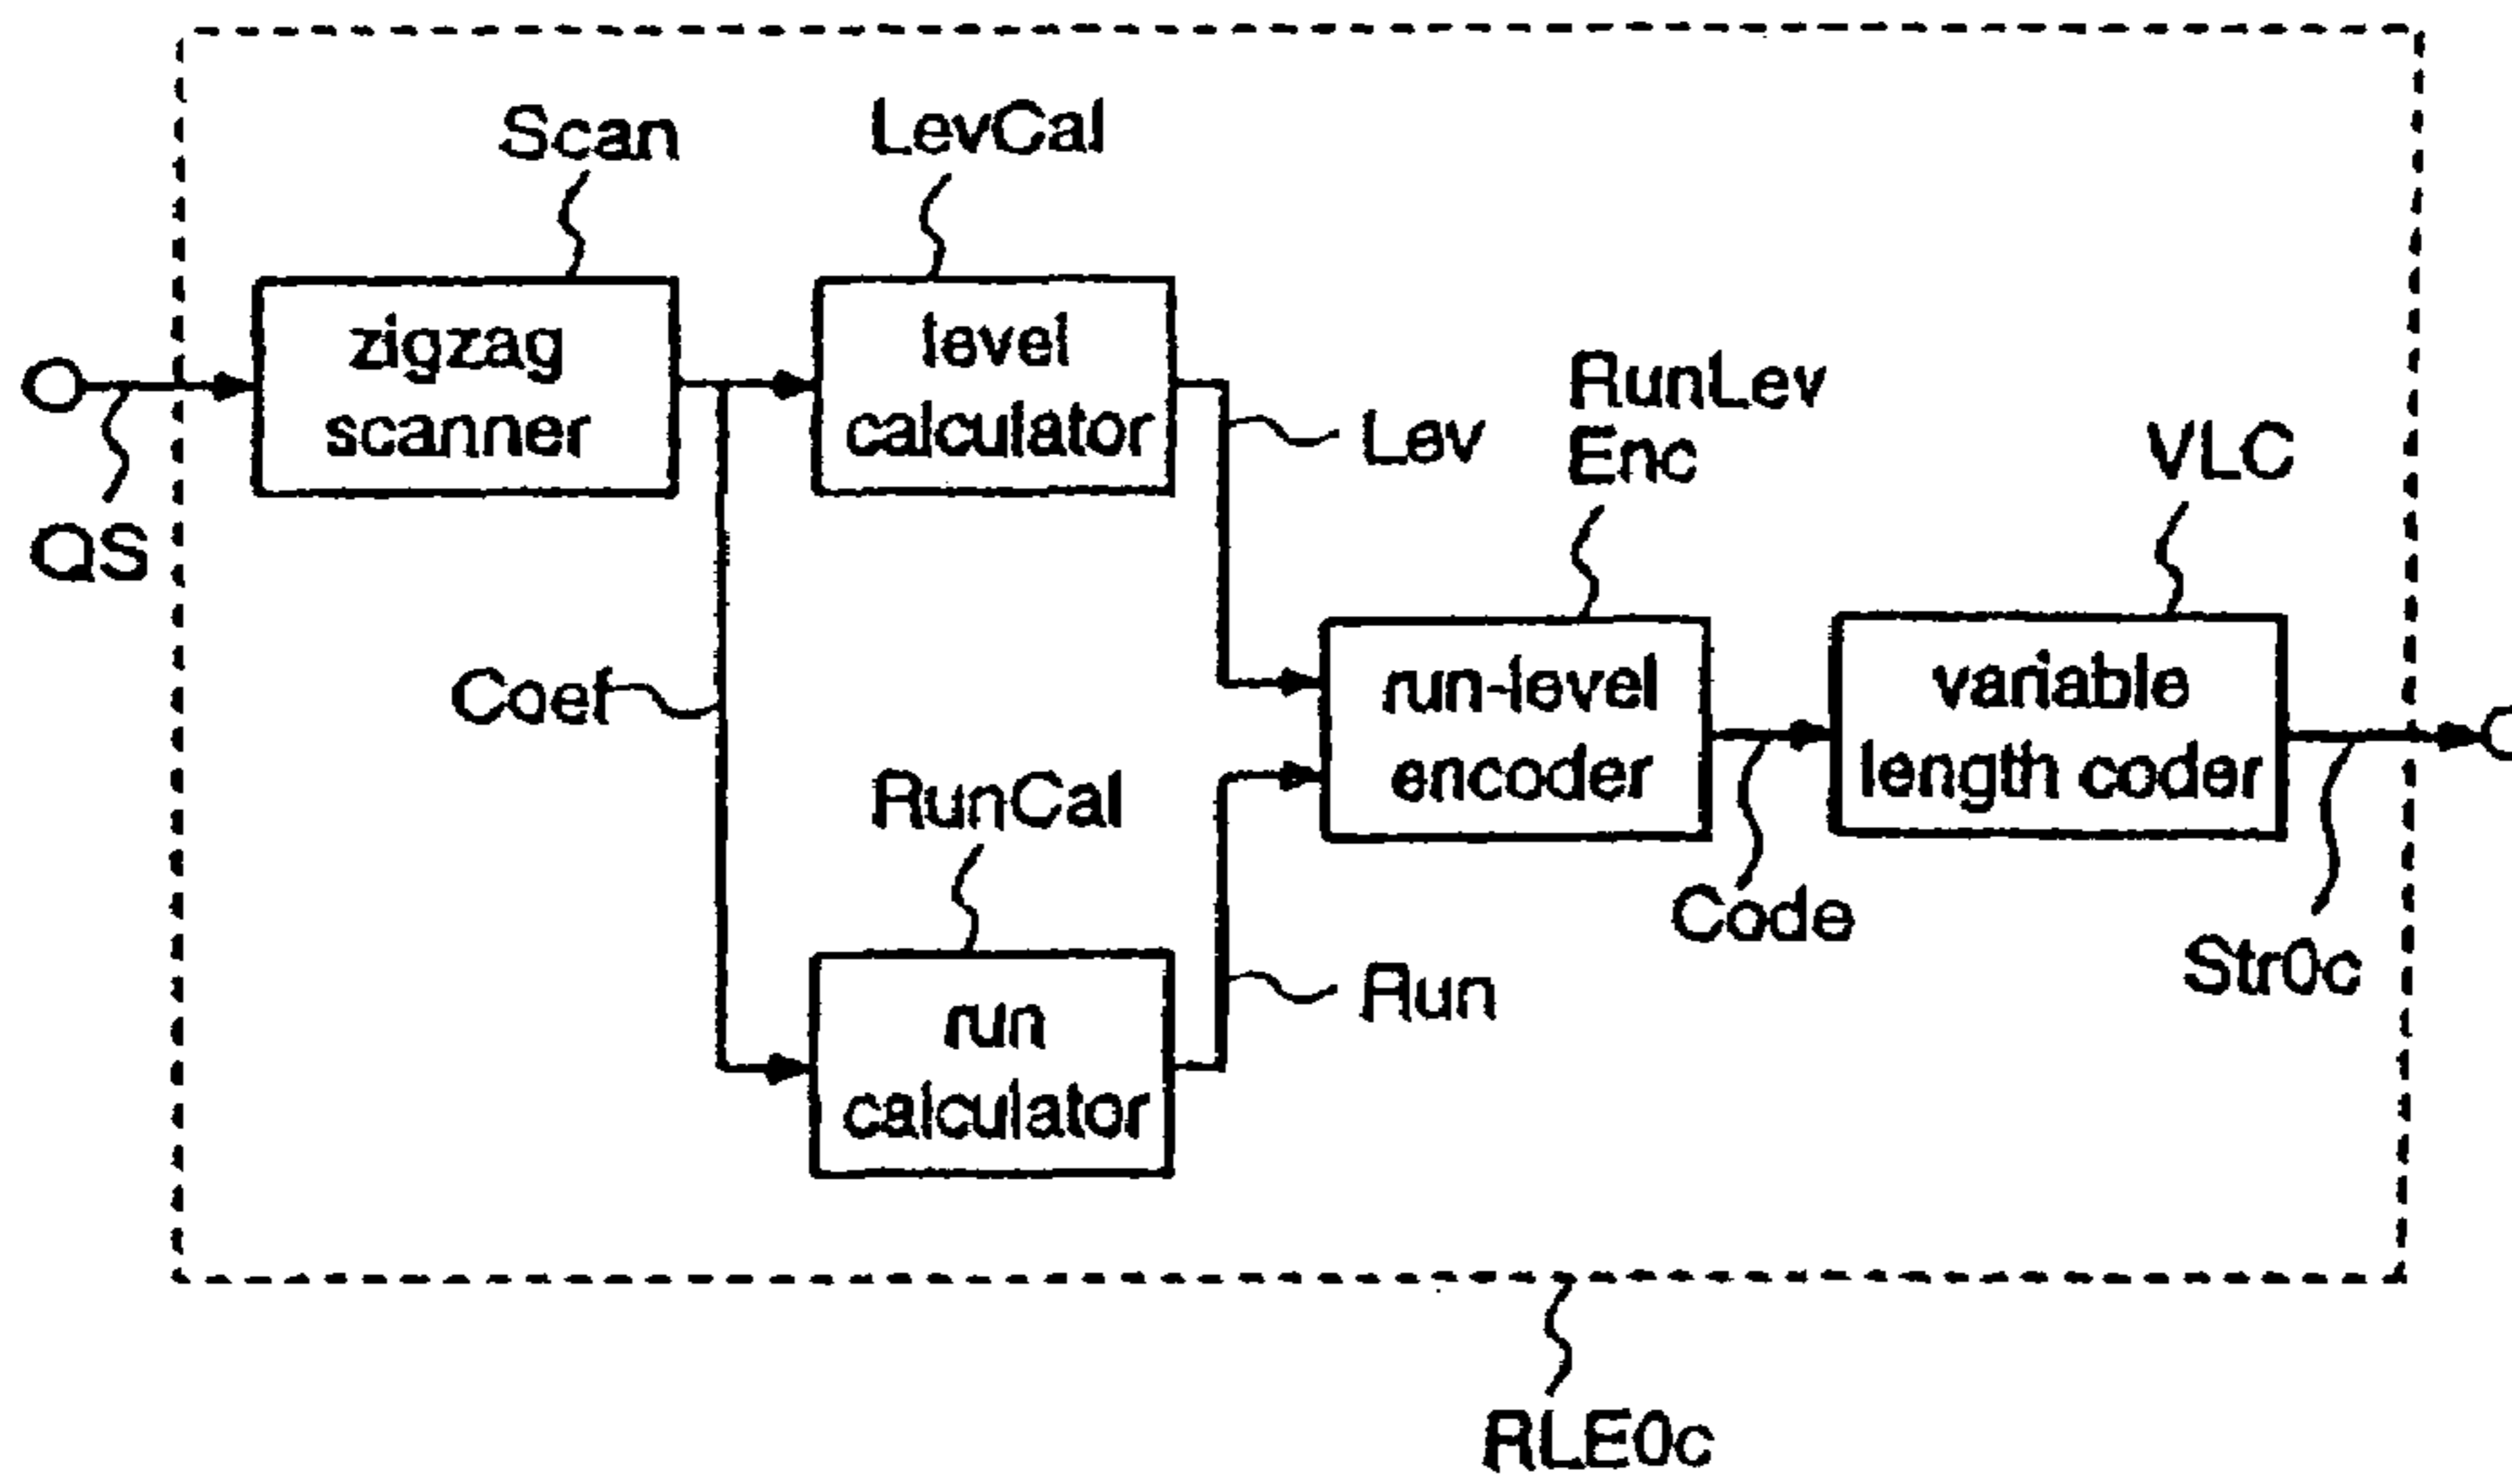 Scan
LevCal
zigzag
scanner
level
calculator
QS
Lev
RunLev
Enc
VLC
Coef
run-level
encoder
variable
length coder
RunCal
Code
Str0c
run
calculator
Run
RLE0c